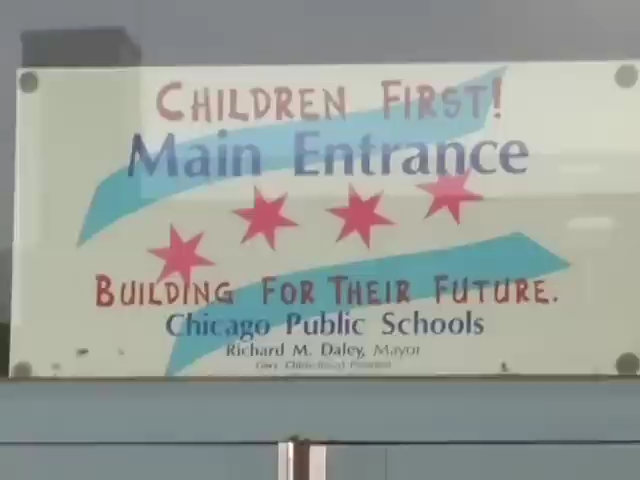 CHILDREN FIRST!
Main Entrance
BUILDING FOR THEIR FUTURE.
Chicago Public Schools
Richard M. Daley, Mayor